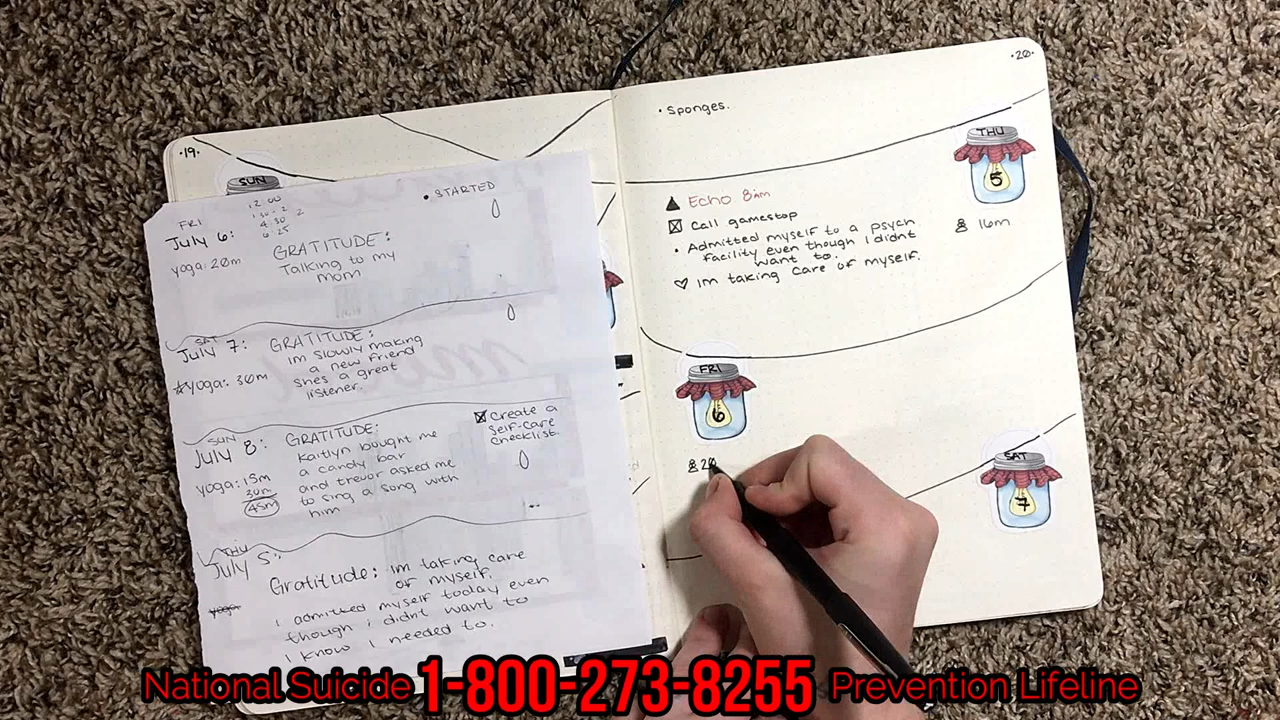 ·19·
SUN
FRI
July 6:
12:00
4:30
yoga: 20m
• STARTED
GRATITUDE:
Talking to my
mom
SAT
July 7:
GRATITUDE:
im slowly making
a new friend
shes a great
listener.
yoga: 30m
SUN
July 8:
GRATITUDE:
Kaitlyn bought me
a candy bar
and trevor asked me
to sing a song with
him
Create a
self-care
checklist.
yoga: 15m
30m
45m
THU
July 5:
yoga
Gratitude: im taking care
of myself.
i admitted myself today even
though i didnt want to
I know I needed to.
·20·
• Sponges.
THU
5
Echo 8am
Call gamestop
• Admitted myself to a psych
facility even though I didnt
want to.
Im taking care of myself.
16m
FRI
6
20
SAT
7
National Suicide 1-800-273-8255 Prevention Lifeline